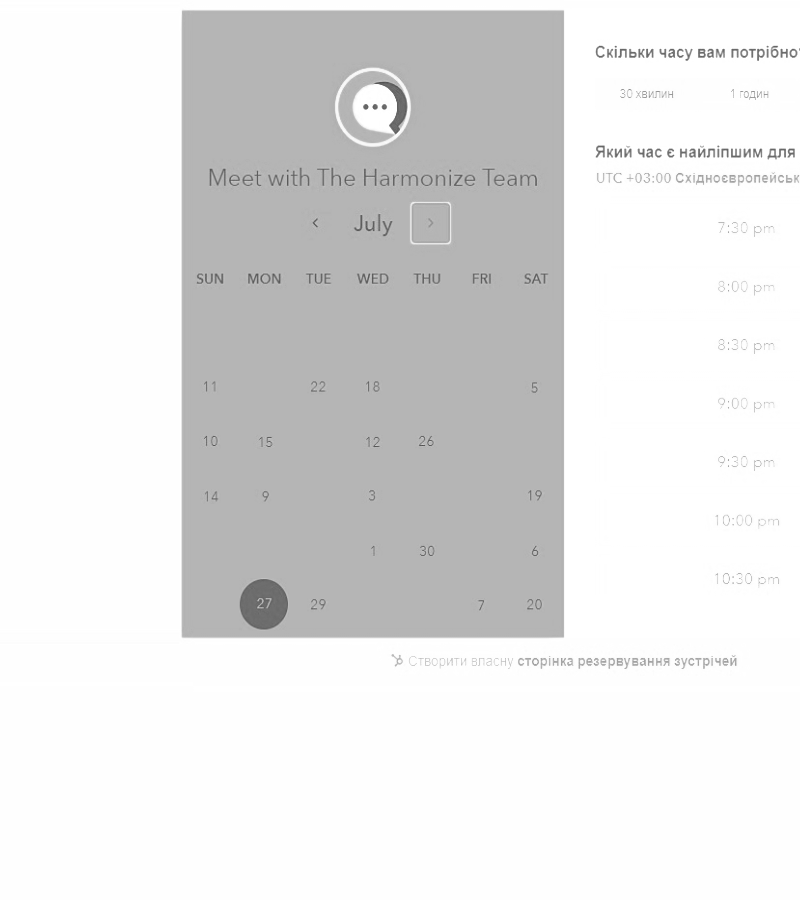 Meet with The Harmonize Team
July
SUN MON TUE WED THU FRI SAT
11 22 18 5
10 15 12 26
14 9 3 19
1 30 6
27 29 7 20
Скільки часу вам потрібно
30 хвилин 1 годин
Який час є найліпшим для
UTC +03:00 Східноєвропейськ
7:30 pm
8:00 pm
8:30 pm
9:00 pm
9:30 pm
10:00 pm
10:30 pm
Створити власну сторінка резервування зустрічей